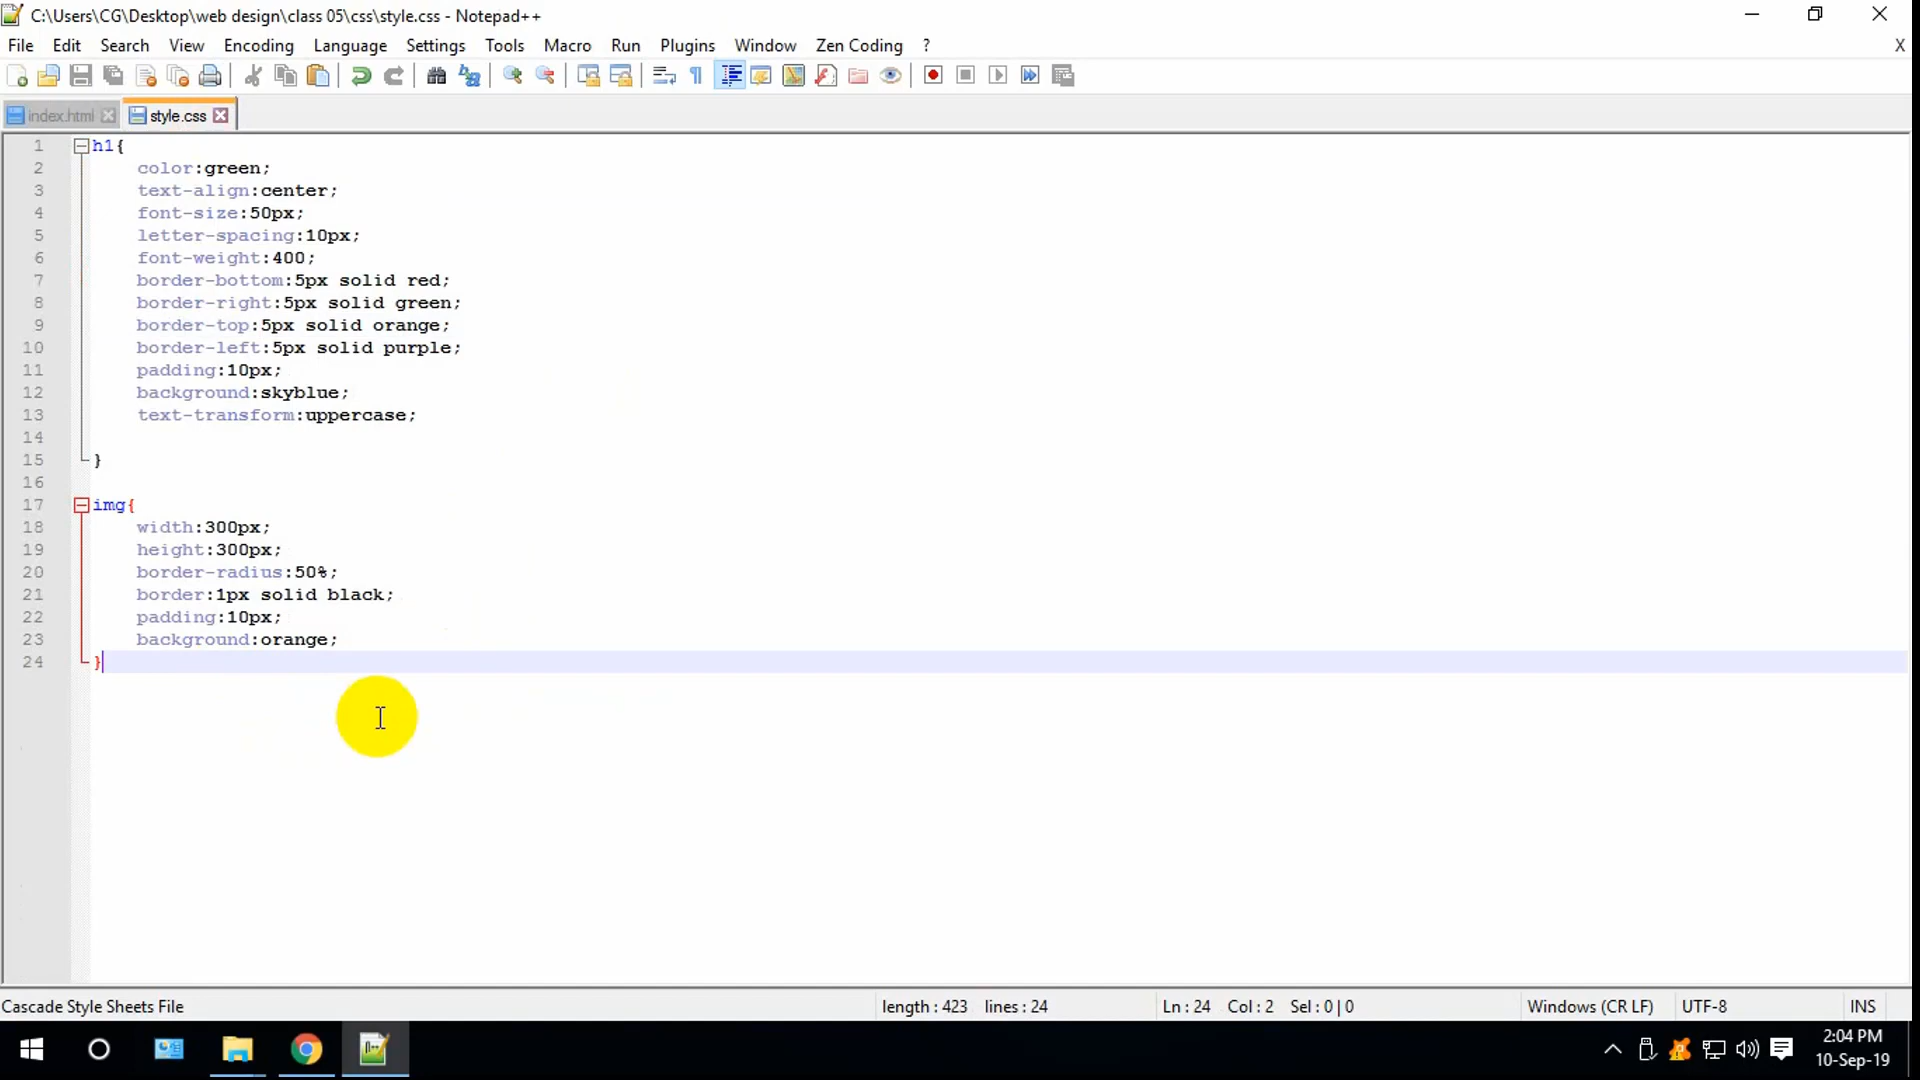 C:\Users\CG\Desktop\web design\class 05\css\style.css - Notepad++
File Edit Search View Encoding Language Settings Tools Macro Run Plugins Window Zen Coding ? X
index.html style.css
1 h1{
2 color:green;
3 text-align:center;
4 font-size:50px;
5 letter-spacing:10px;
6 font-weight:400;
7 border-bottom:5px solid red;
8 border-right:5px solid green;
9 border-top:5px solid orange;
10 border-left:5px solid purple;
11 padding:10px;
12 background:skyblue;
13 text-transform:uppercase;
14
15 }
16
17 img{
18 width:300px;
19 height:300px;
20 border-radius:50%;
21 border:1px solid black;
22 padding:10px;
23 background:orange;
24 }
Cascade Style Sheets File length : 423 lines : 24 Ln : 24 Col : 2 Sel : 0 | 0 Windows (CR LF) UTF-8 INS
2:04 PM
10-Sep-19